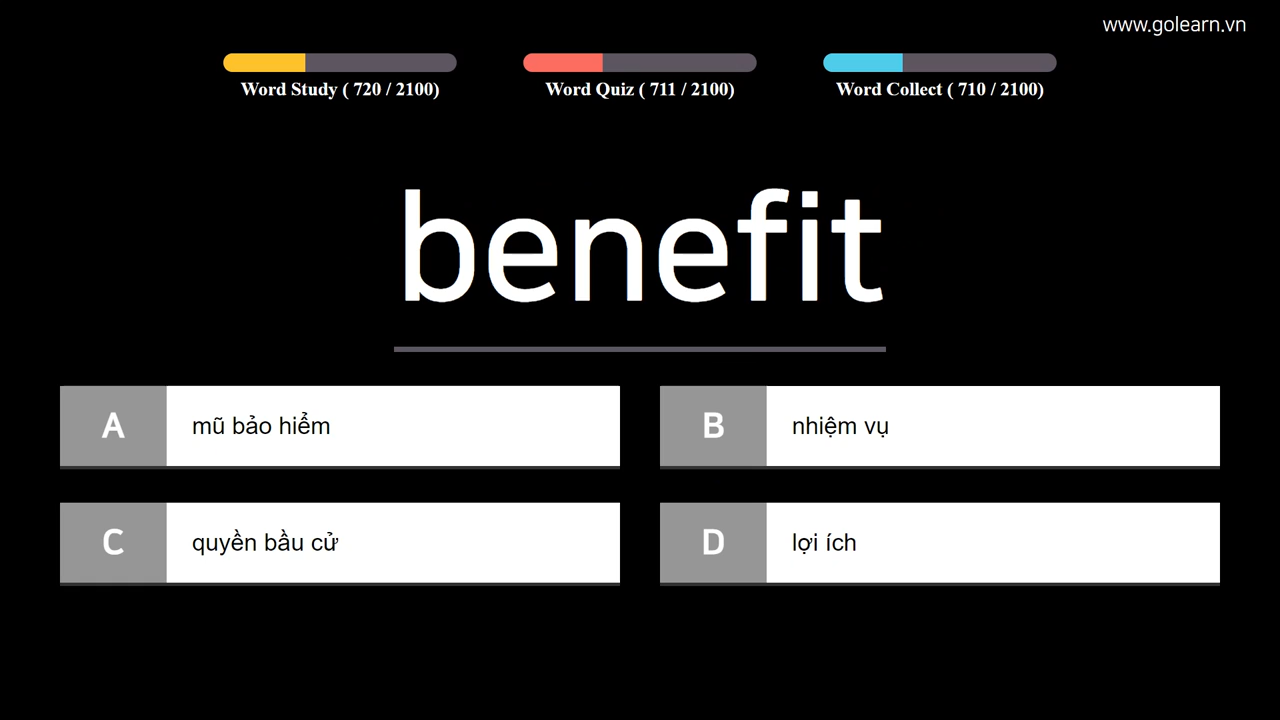 www.golearn.vn
Word Study ( 720 / 2100)
Word Quiz ( 711 / 2100)
Word Collect ( 710 / 2100)
benefit
A mũ bảo hiểm
B nhiệm vụ
C quyền bầu cử
D lợi ích